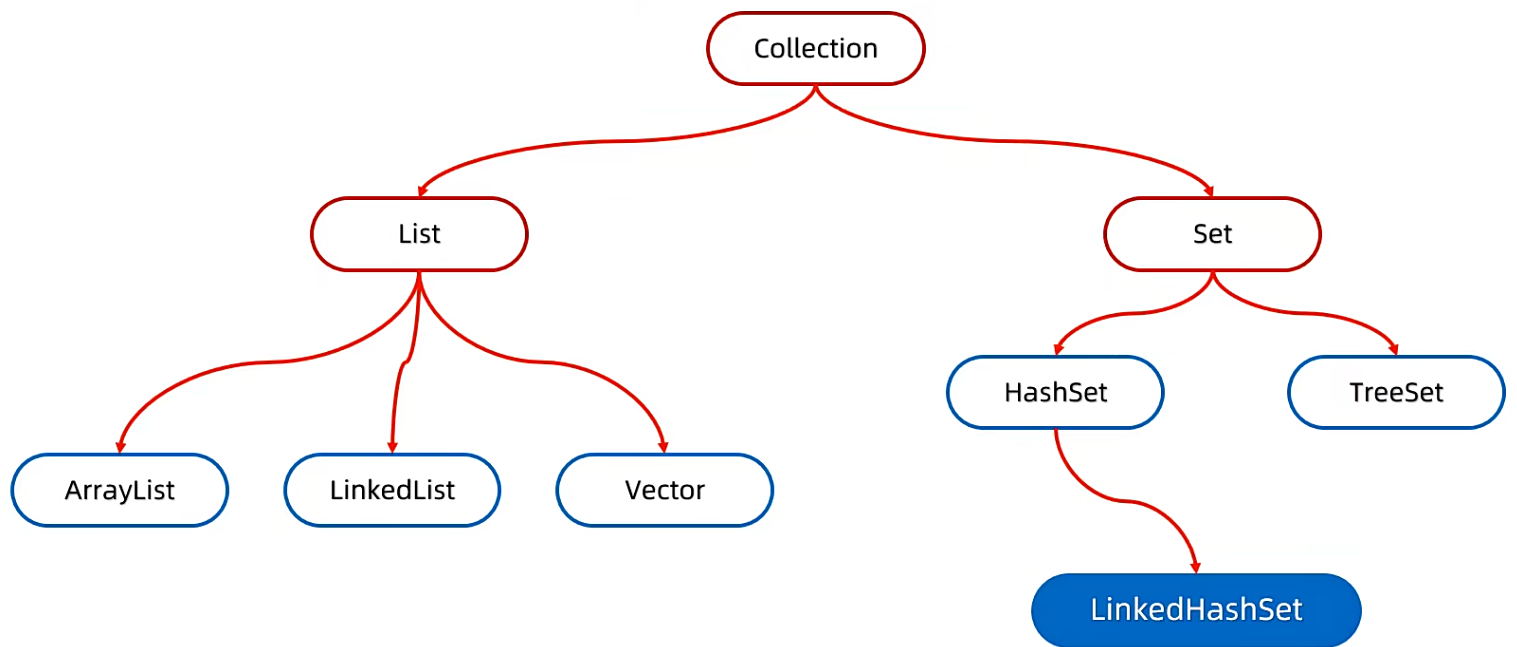 Collection
List
Set
HashSet
TreeSet
ArrayList
LinkedList
Vector
LinkedHashSet